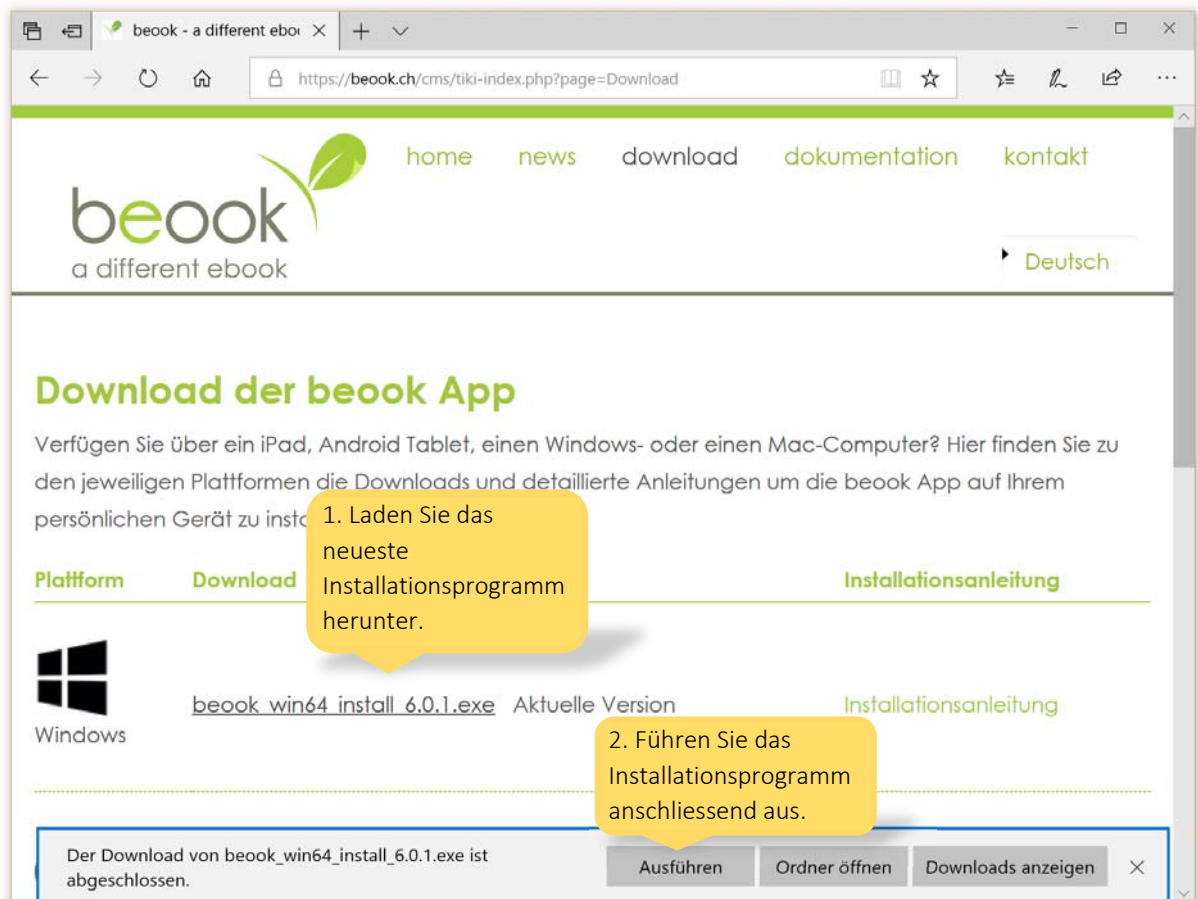 beook - a different eboo
https://beook.ch/cms/tiki-index.php?page=Download
home news download dokumentation kontakt
beook
a different ebook
Deutsch
Download der beook App
Verfügen Sie über ein iPad, Android Tablet, einen Windows- oder einen Mac-Computer? Hier finden Sie zu
den jeweiligen Plattformen die Downloads und detaillierte Anleitungen um die beook App auf Ihrem
persönlichen Gerät zu
1. Laden Sie das
neueste
Installationsprogramm
herunter.
Plattform Download Installationsanleitung
Windows
beook_win64_install_6.0.1.exe Aktuelle Version Installationsanleitung
2. Führen Sie das
Installationsprogramm
anschliessend aus.
Der Download von beook_win64_install_6.0.1.exe ist
abgeschlossen.
Ausführen Ordner öffnen Downloads anzeigen